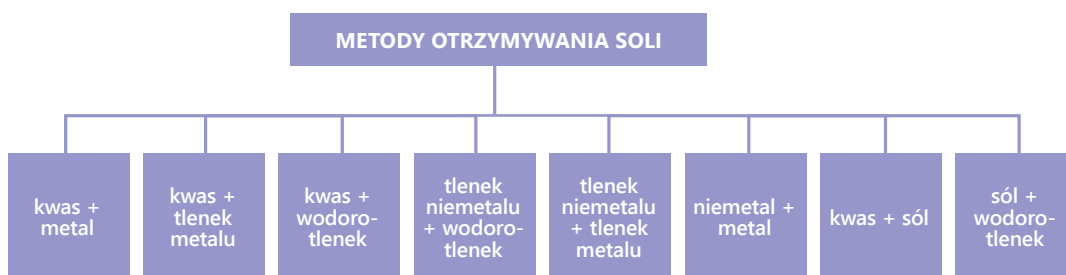 METODY OTRZYMYWANIA SOLI
kwas +
metal
kwas +
tlenek
metalu
kwas +
wodoro-
tlenek
tlenek
niemetalu
+ wodoro-
tlenek
tlenek
niemetalu
+ tlenek
metalu
niemetal +
metal
kwas + sól
sól +
wodoro-
tlenek